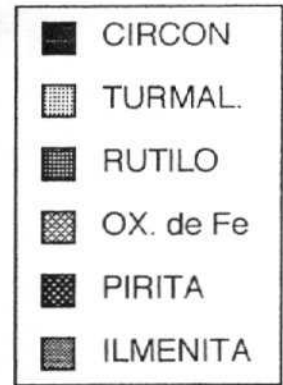 CIRCON
TURMAL.
RUTILO
OX. de Fe
PIRITA
ILMENITA